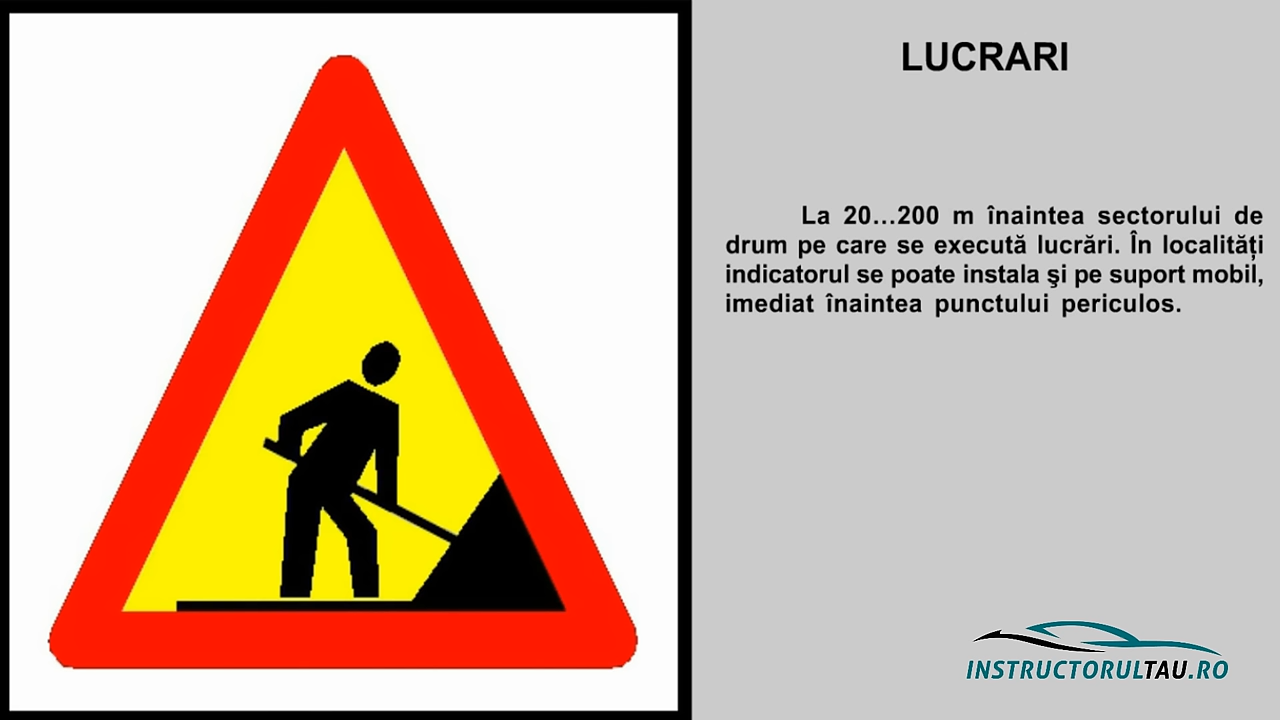 LUCRARI
La 20...200 m înaintea sectorului de
drum pe care se execută lucrări. În localități
indicatorul se poate instala şi pe suport mobil,
imediat înaintea punctului periculos.
INSTRUCTORULTAU.RO